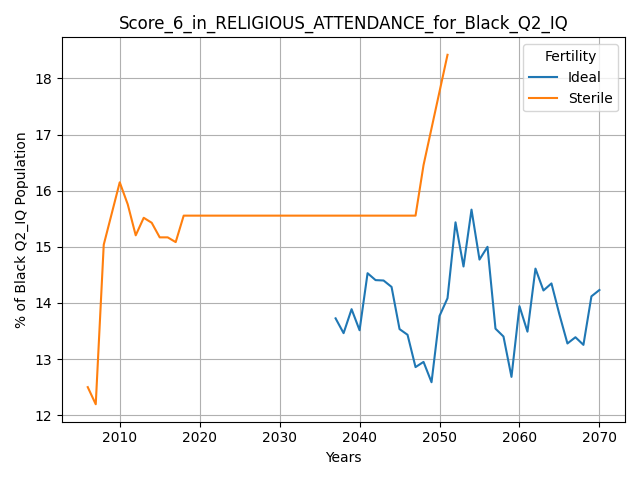 Score_6_in_RELIGIOUS_ATTENDANCE_for_Black_Q2_IQ
Fertility
Ideal
Sterile
18
17
16
15
14
13
12
% of Black Q2_IQ Population
2010 2020 2030 2040 2050 2060 2070
Years